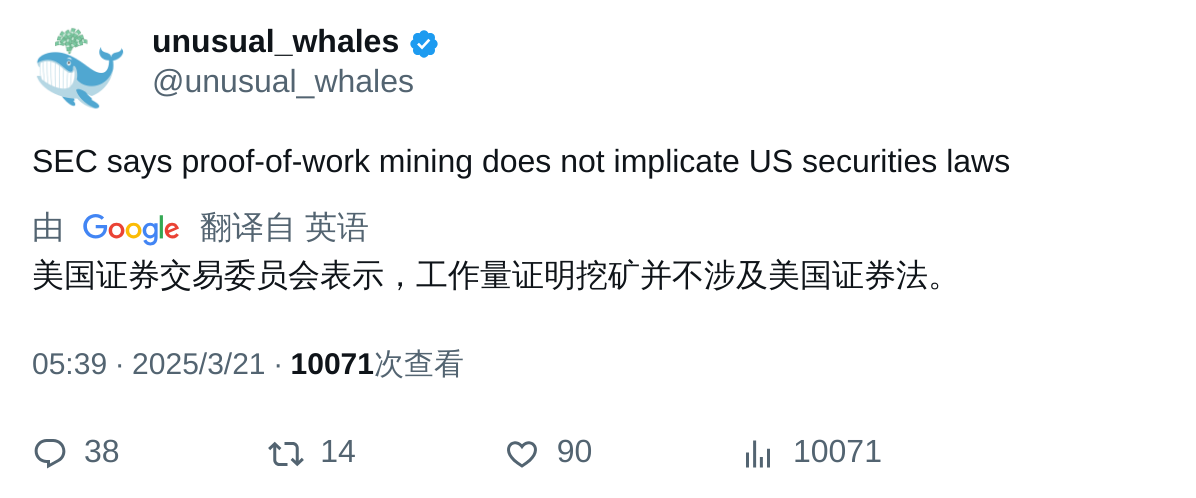 unusual_whales
@unusual_whales
SEC says proof-of-work mining does not implicate US securities laws
由 Google 翻译自 英语
美国证券交易委员会表示，工作量证明挖矿并不涉及美国证券法。
05:39 · 2025/3/21 · 10071次查看
38 14 90 10071